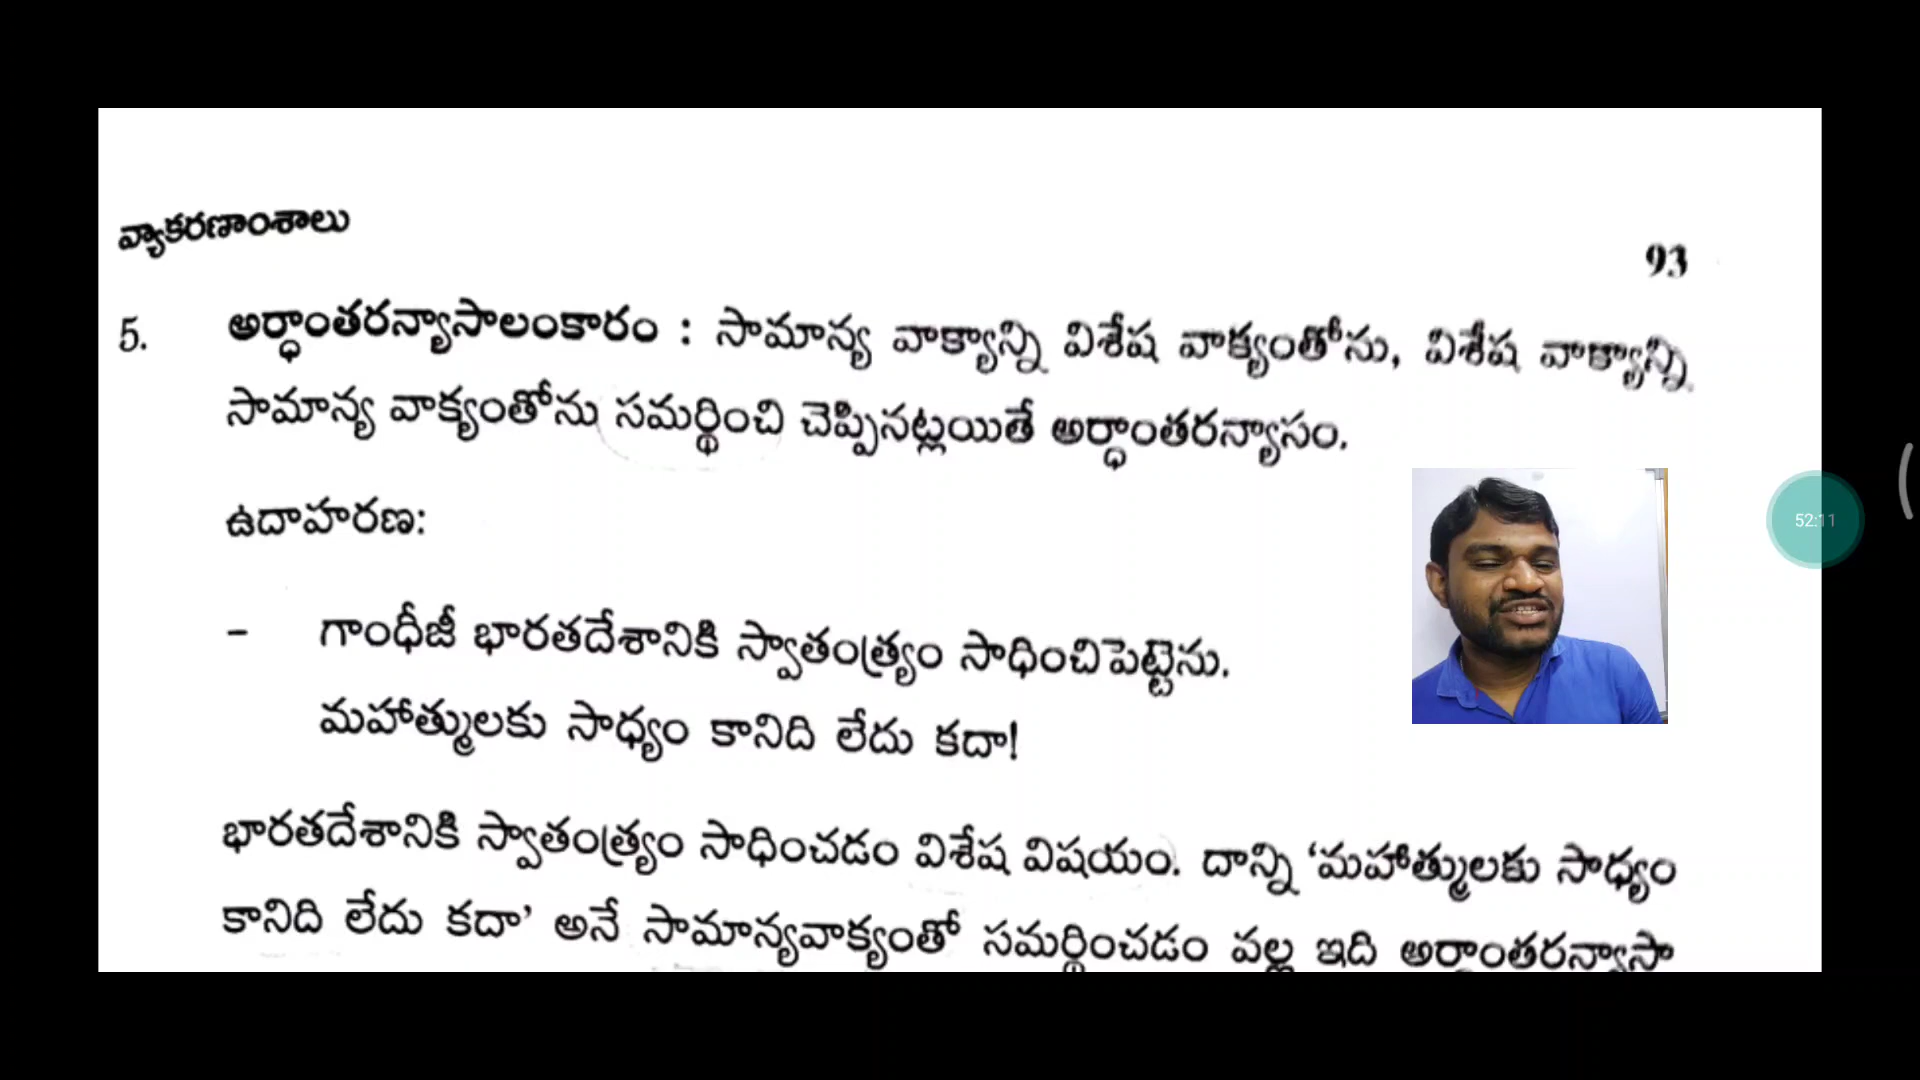 వ్యాకరణాంశాలు
93
5. అర్ధాంతరన్యాసాలంకారం : సామాన్య వాక్యాన్ని విశేష వాక్యంతోను, విశేష వాక్యాన్ని
సామాన్య వాక్యంతోను సమర్థించి చెప్పినట్లయితే అర్ధాంతరన్యాసం.
ఉదాహరణ:
52:11
- గాంధీజీ భారతదేశానికి స్వాతంత్ర్యం సాధించిపెట్టెను.
మహాత్ములకు సాధ్యం కానిది లేదు కదా!
భారతదేశానికి స్వాతంత్ర్యం సాధించడం విశేష విషయం. దాన్ని ‘మహాత్ములకు సాధ్యం
కానిది లేదు కదా’ అనే సామాన్యవాక్యంతో సమర్థించడం వల్ల ఇది అర్ధాంతరన్యాసా